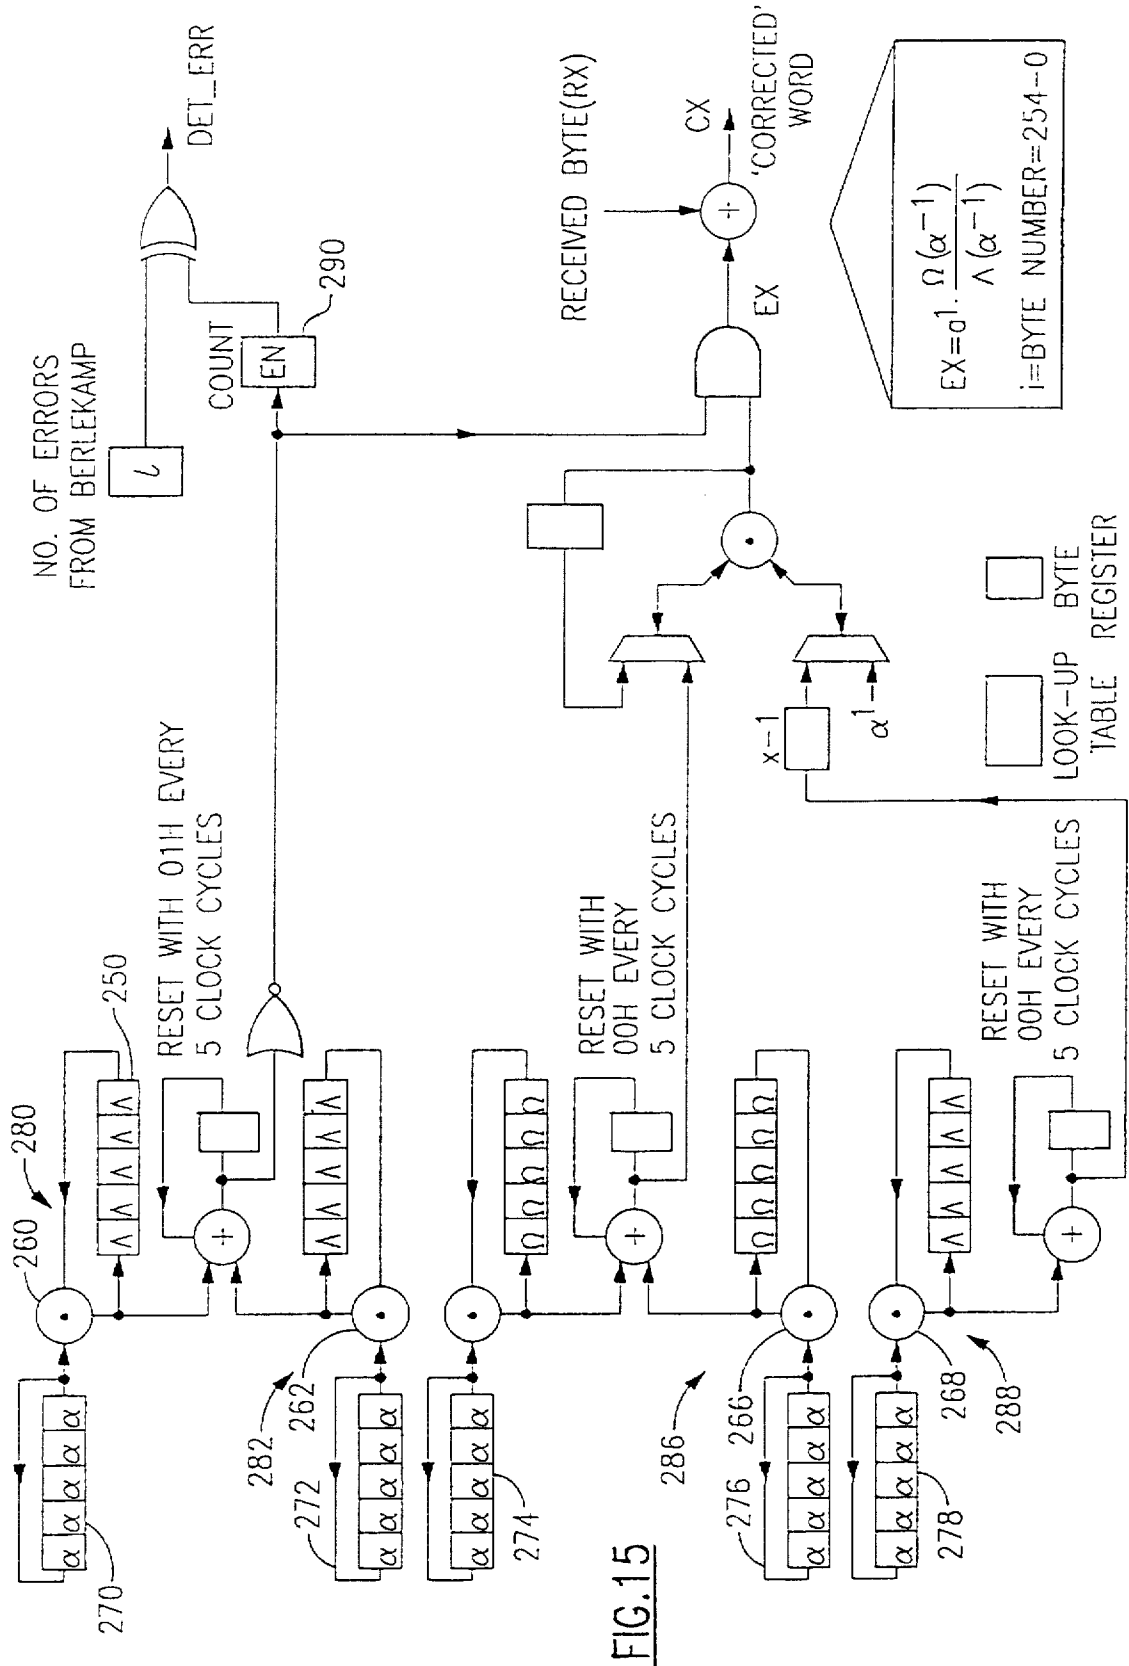 260
280
270
α α α α α
Λ Λ Λ Λ Λ
250
RESET WITH 01H EVERY
5 CLOCK CYCLES
+
272
282
262
α α α α α
Λ Λ Λ Λ Λ
NO. OF ERRORS
FROM BERLEKAMP
l
COUNT
EN
290
DET_ERR
274
α α α α α
Ω Ω Ω Ω Ω
RESET WITH
00H EVERY
5 CLOCK CYCLES
+
286
276
266
α α α α α
Ω Ω Ω Ω Ω
278
268
288
α α α α α
Λ Λ Λ Λ Λ
RESET WITH
00H EVERY
5 CLOCK CYCLES
+
x-1
α1
RECEIVED BYTE(RX)
EX
+
CX
'CORRECTED'
WORD
LOOK-UP
TABLE
BYTE
REGISTER
EX=a1. Ω(α-1)
Λ(α-1)
i=BYTE NUMBER=254-0
FIG.15